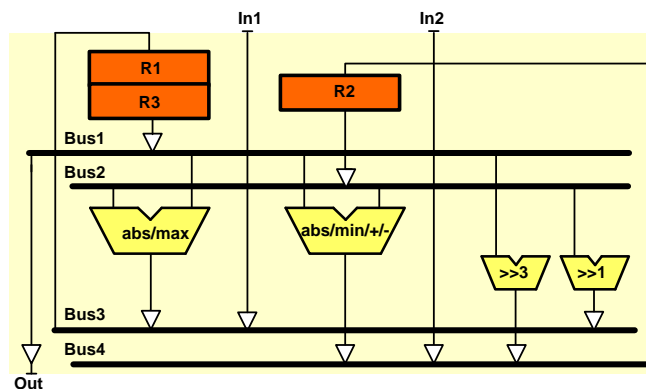 In1 In2
R1
R3
R2
Bus1
Bus2
abs/max
abs/min/+/-
>>3
>>1
Bus3
Bus4
Out